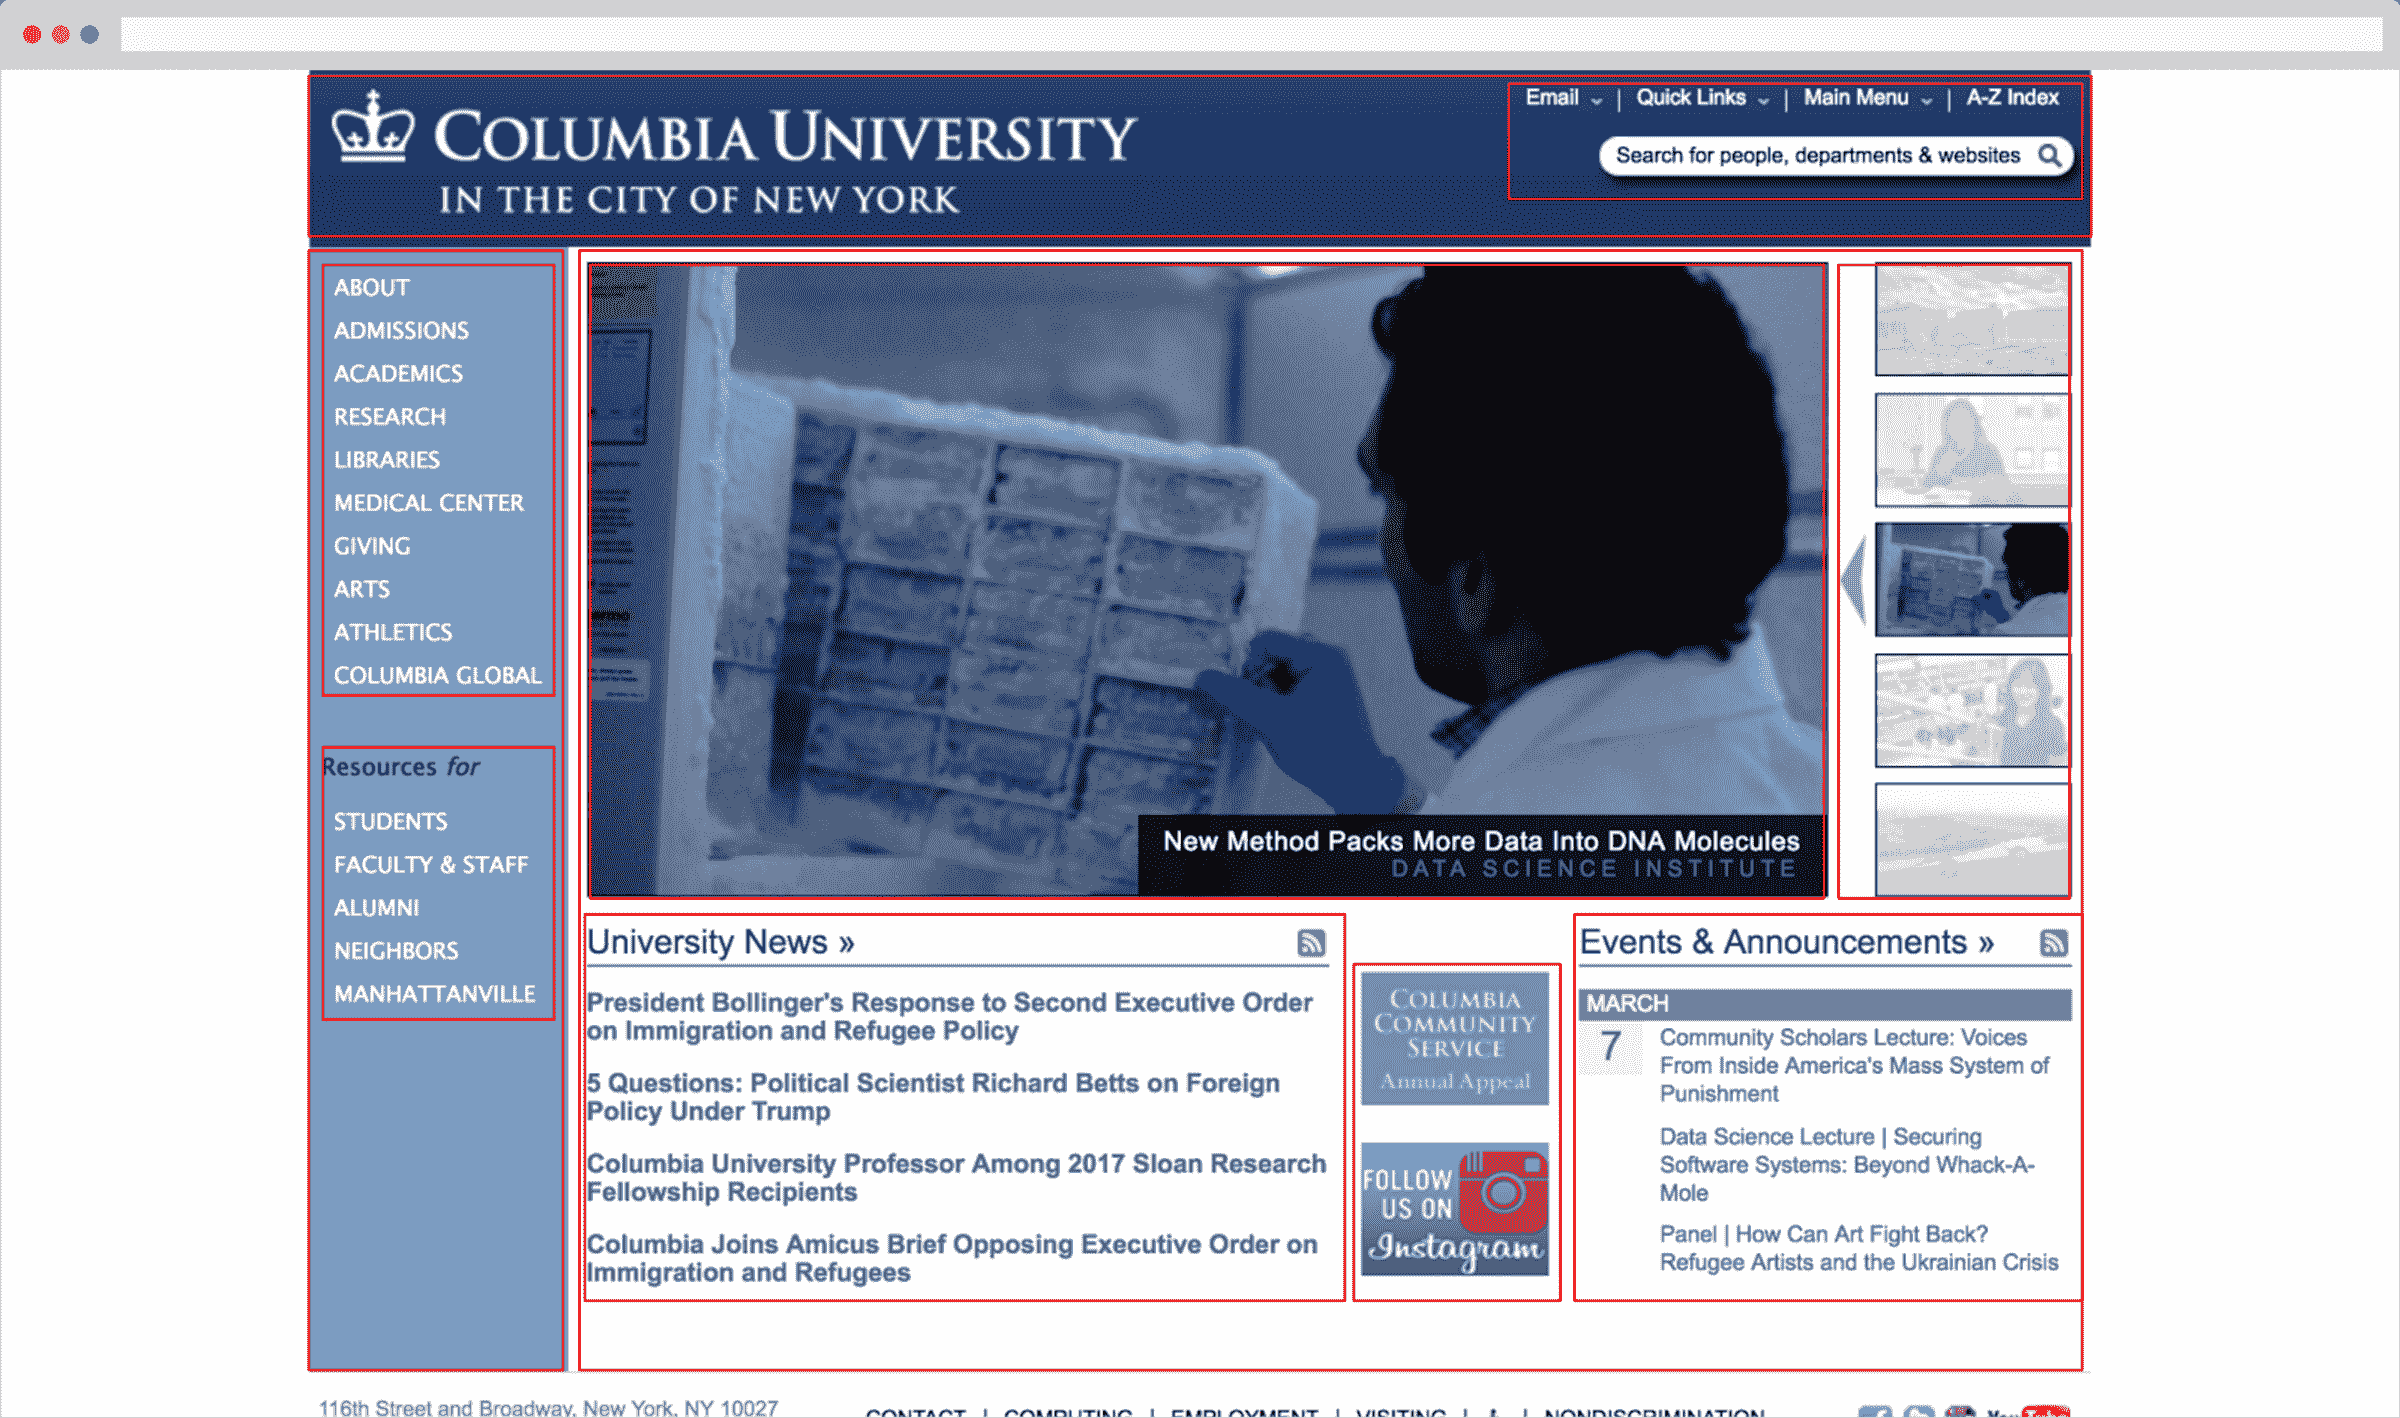 COLUMBIA UNIVERSITY
IN THE CITY OF NEW YORK
Email | Quick Links | Main Menu | A-Z Index
Search for people, departments & websites
ABOUT
ADMISSIONS
ACADEMICS
RESEARCH
LIBRARIES
MEDICAL CENTER
GIVING
ARTS
ATHLETICS
COLUMBIA GLOBAL
Resources for
STUDENTS
FACULTY & STAFF
ALUMNI
NEIGHBORS
MANHATTANVILLE
New Method Packs More Data Into DNA Molecules
DATA SCIENCE INSTITUTE
University News »
President Bollinger's Response to Second Executive Order
on Immigration and Refugee Policy
5 Questions: Political Scientist Richard Betts on Foreign
Policy Under Trump
Columbia University Professor Among 2017 Sloan Research
Fellowship Recipients
Columbia Joins Amicus Brief Opposing Executive Order on
Immigration and Refugees
COLUMBIA
COMMUNITY
SERVICE
Annual Appeal
FOLLOW
US ON
Instagram
Events & Announcements »
MARCH
7
Community Scholars Lecture: Voices
From Inside America's Mass System of
Punishment
Data Science Lecture | Securing
Software Systems: Beyond Whack-A-
Mole
Panel | How Can Art Fight Back?
Refugee Artists and the Ukrainian Crisis
116th Street and Broadway, New York, NY 10027
CONTACT | COMPUTING | EMPLOYMENT | VISITING | | NONDISCRIMINATION
You Tube